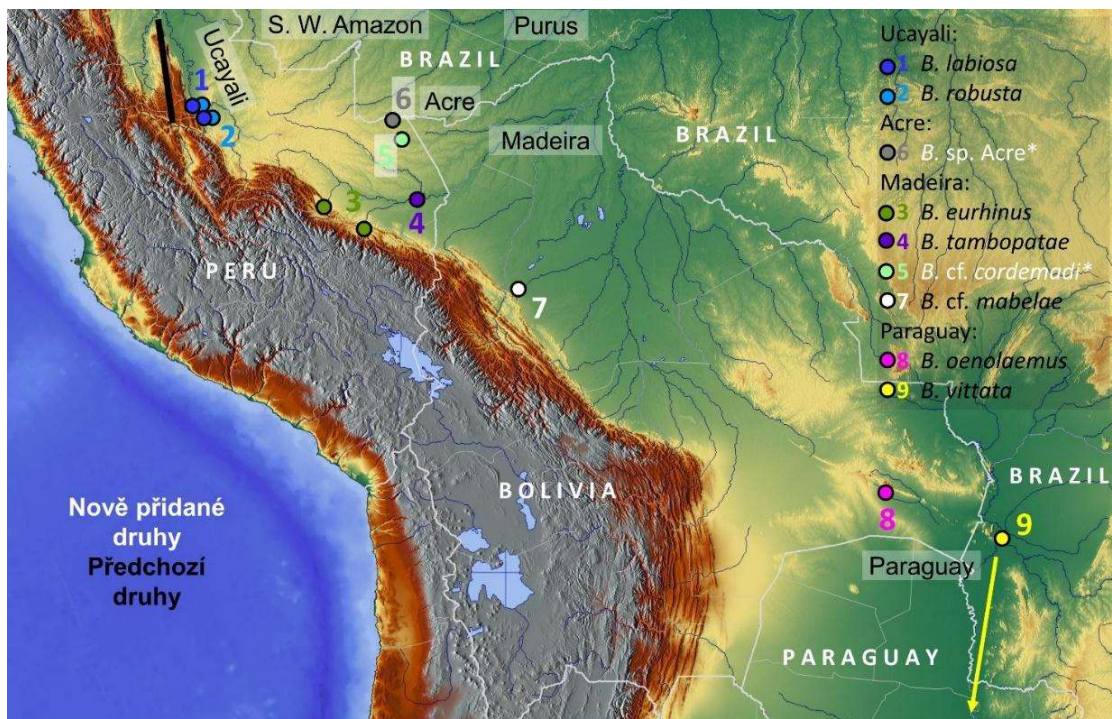 S. W. Amazon
Purus
BRAZIL
Ucayali
1
2
6
Acre
5
Madeira
BRAZIL
3
4
PERU
7
BOLIVIA
BRAZIL
8
9
Paraguay
PARAGUAY
Nově přidané
druhy
Předchozí
druhy
Ucayali:
1 B. labiosa
2 B. robusta
Acre:
6 B. sp. Acre*
Madeira:
3 B. eurhinus
4 B. tambopatae
5 B. cf. cordemadi*
7 B. cf. mabelae
Paraguay:
8 B. oenolaemus
9 B. vittata